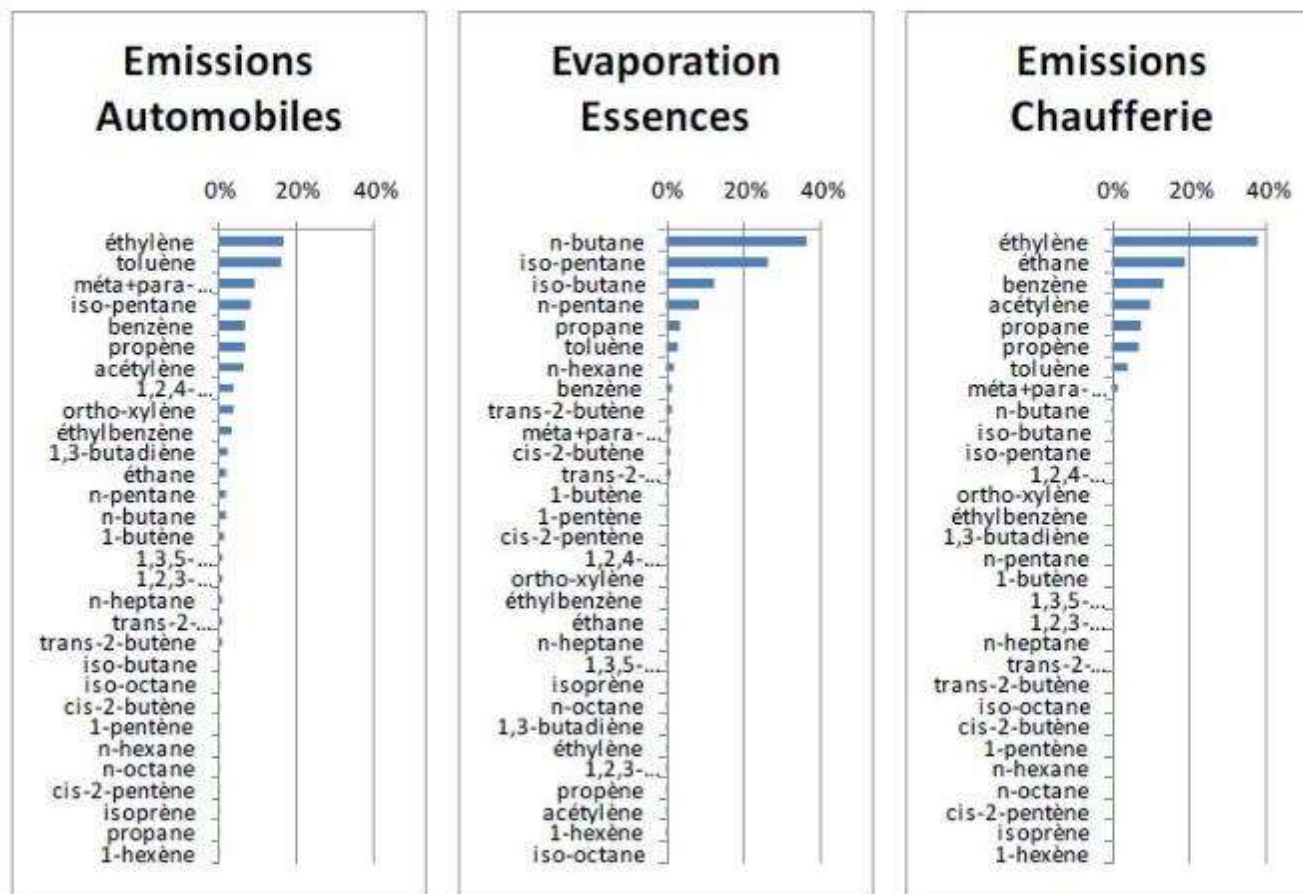 Emissions
Automobiles
0% 20% 40%
éthylène
toluène
méta+para-...
iso-pentane
benzène
propène
acétylène
1,2,4-...
ortho-xylène
éthylbenzène
1,3-butadiène
éthane
n-pentane
n-butane
1-butène
1,3,5-...
1,2,3-...
n-heptane
trans-2-...
trans-2-butène
iso-butane
iso-octane
cis-2-butène
1-pentène
n-hexane
n-octane
cis-2-pentène
isoprène
propane
1-hexène
Evaporation
Essences
0% 20% 40%
n-butane
iso-pentane
iso-butane
n-pentane
propane
toluène
n-hexane
benzène
trans-2-butène
méta+para-...
cis-2-butène
trans-2-...
1-butène
1-pentène
cis-2-pentène
1,2,4-...
ortho-xylène
éthylbenzène
éthane
n-heptane
1,3,5-...
isoprène
n-octane
1,3-butadiène
éthylène
1,2,3-...
propène
acétylène
1-hexène
iso-octane
Emissions
Chaufferie
0% 20% 40%
éthylène
éthane
benzène
acétylène
propane
propène
toluène
méta+para-...
n-butane
iso-butane
iso-pentane
1,2,4-...
ortho-xylène
éthylbenzène
1,3-butadiène
n-pentane
1-butène
1,3,5-...
1,2,3-...
n-heptane
trans-2-...
trans-2-butène
iso-octane
cis-2-butène
1-pentène
n-hexane
n-octane
cis-2-pentène
isoprène
1-hexène